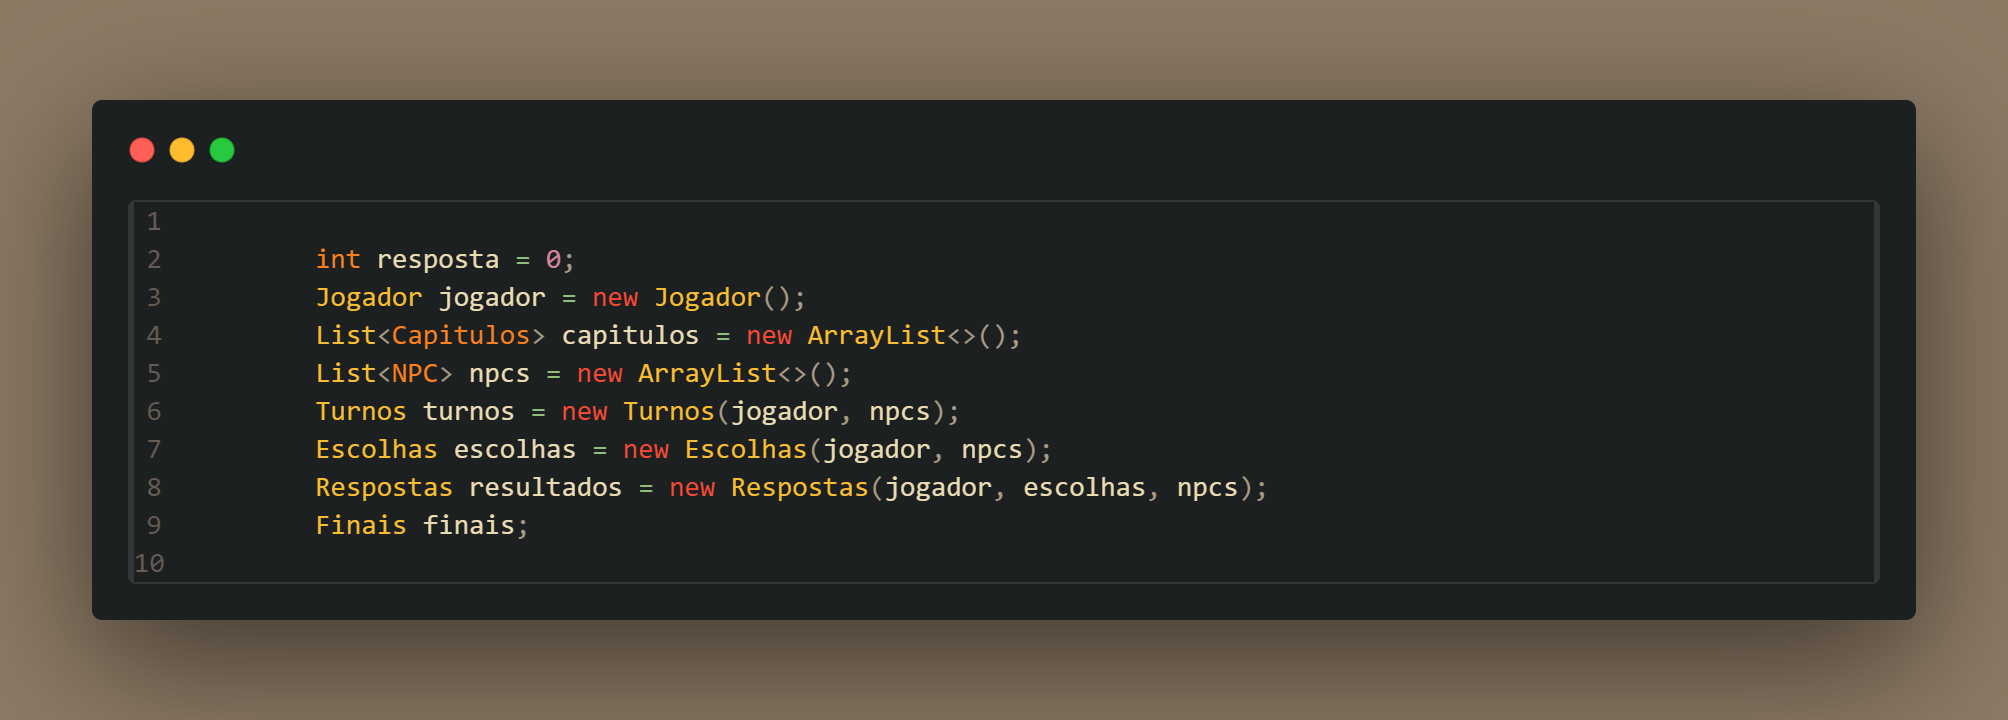 1
2 int resposta = 0;
3 Jogador jogador = new Jogador();
4 List<Capitulos> capitulos = new ArrayList<>();
5 List<NPC> npcs = new ArrayList<>();
6 Turnos turnos = new Turnos(jogador, npcs);
7 Escolhas escolhas = new Escolhas(jogador, npcs);
8 Respostas resultados = new Respostas(jogador, escolhas, npcs);
9 Finais finais;
10